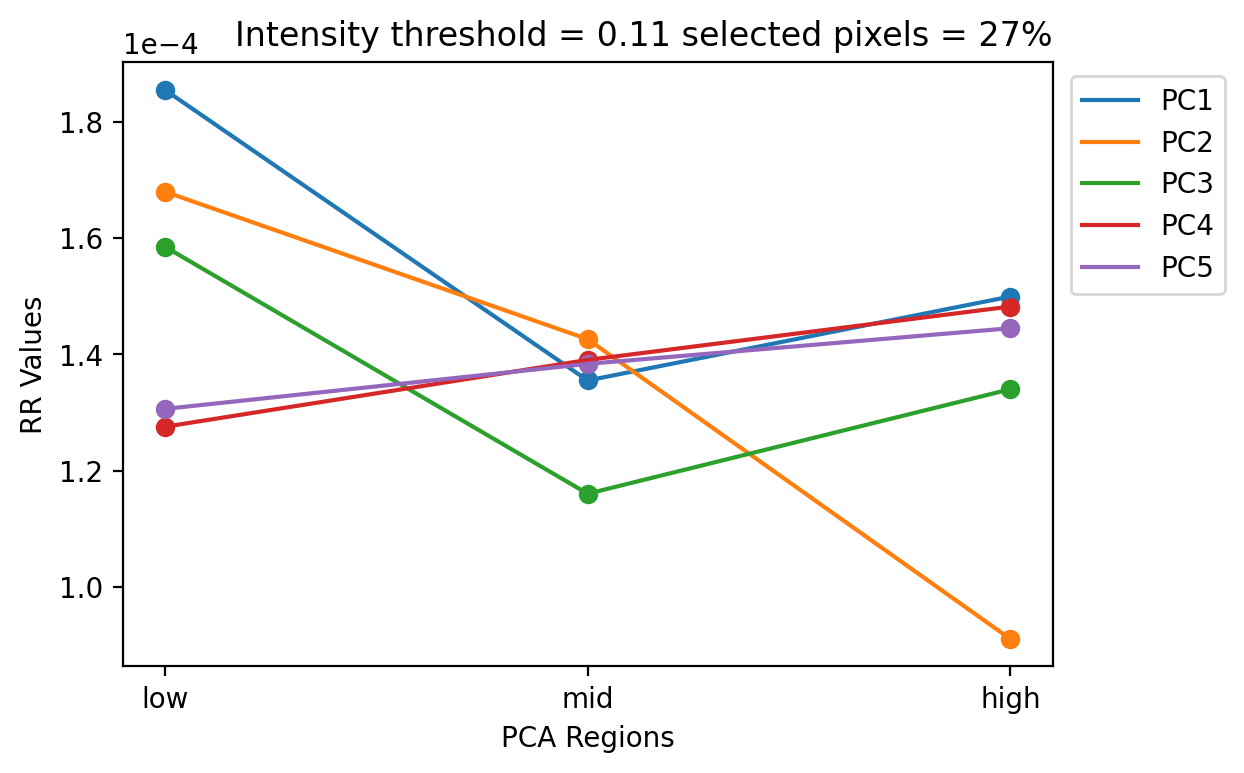 1e−4
Intensity threshold = 0.11 selected pixels = 27%
PC1
PC2
PC3
PC4
PC5
RR Values
1.8
1.6
1.4
1.2
1.0
low
mid
high
PCA Regions